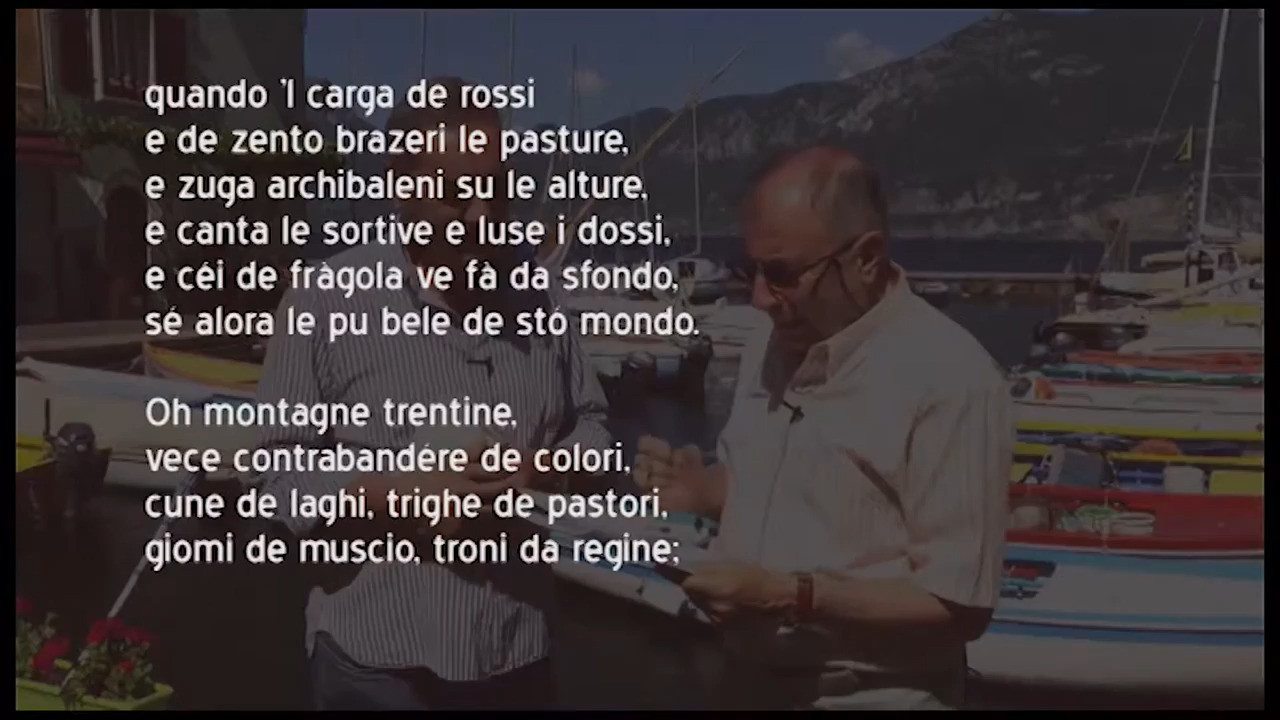 quando 'l carga de rossi
e de zento brazeri le pasture,
e zuga archibaleni su le alture,
e canta le sortive e luse i dossi,
e céi de fràgola ve fà da sfondo,
sé alora le pu bele de stó mondo.
Oh montagne trentine,
vece contrabandére de colori,
cune de laghi, trighe de pastori,
giomi de muscio, troni da regine;